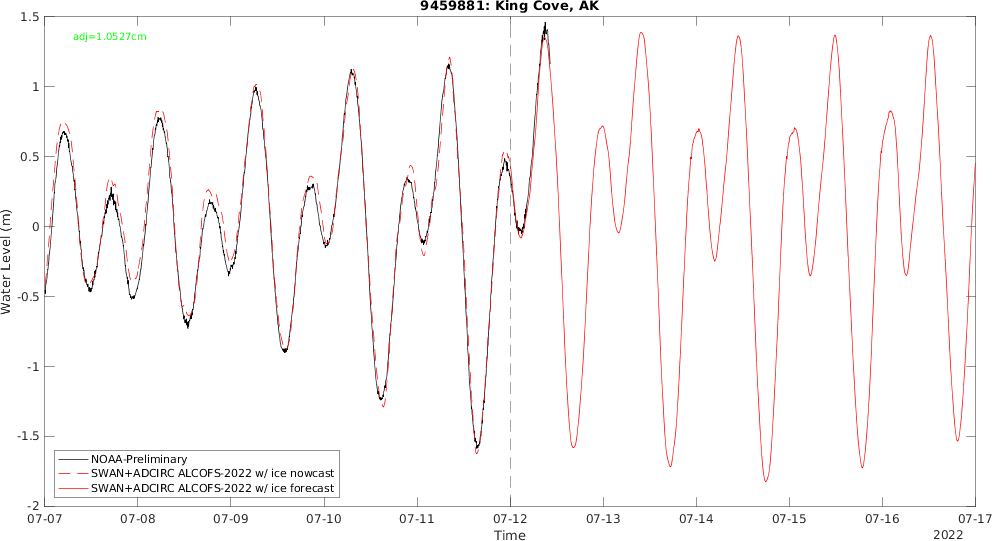 9459881: King Cove, AK
adj=1.0527cm
1.5
1
0.5
0
-0.5
-1
-1.5
-2
Water Level (m)
NOAA-Preliminary
SWAN+ADCIRC ALCOFS-2022 w/ ice nowcast
SWAN+ADCIRC ALCOFS-2022 w/ ice forecast
07-07 07-08 07-09 07-10 07-11 07-12 07-13 07-14 07-15 07-16 07-17
Time
2022